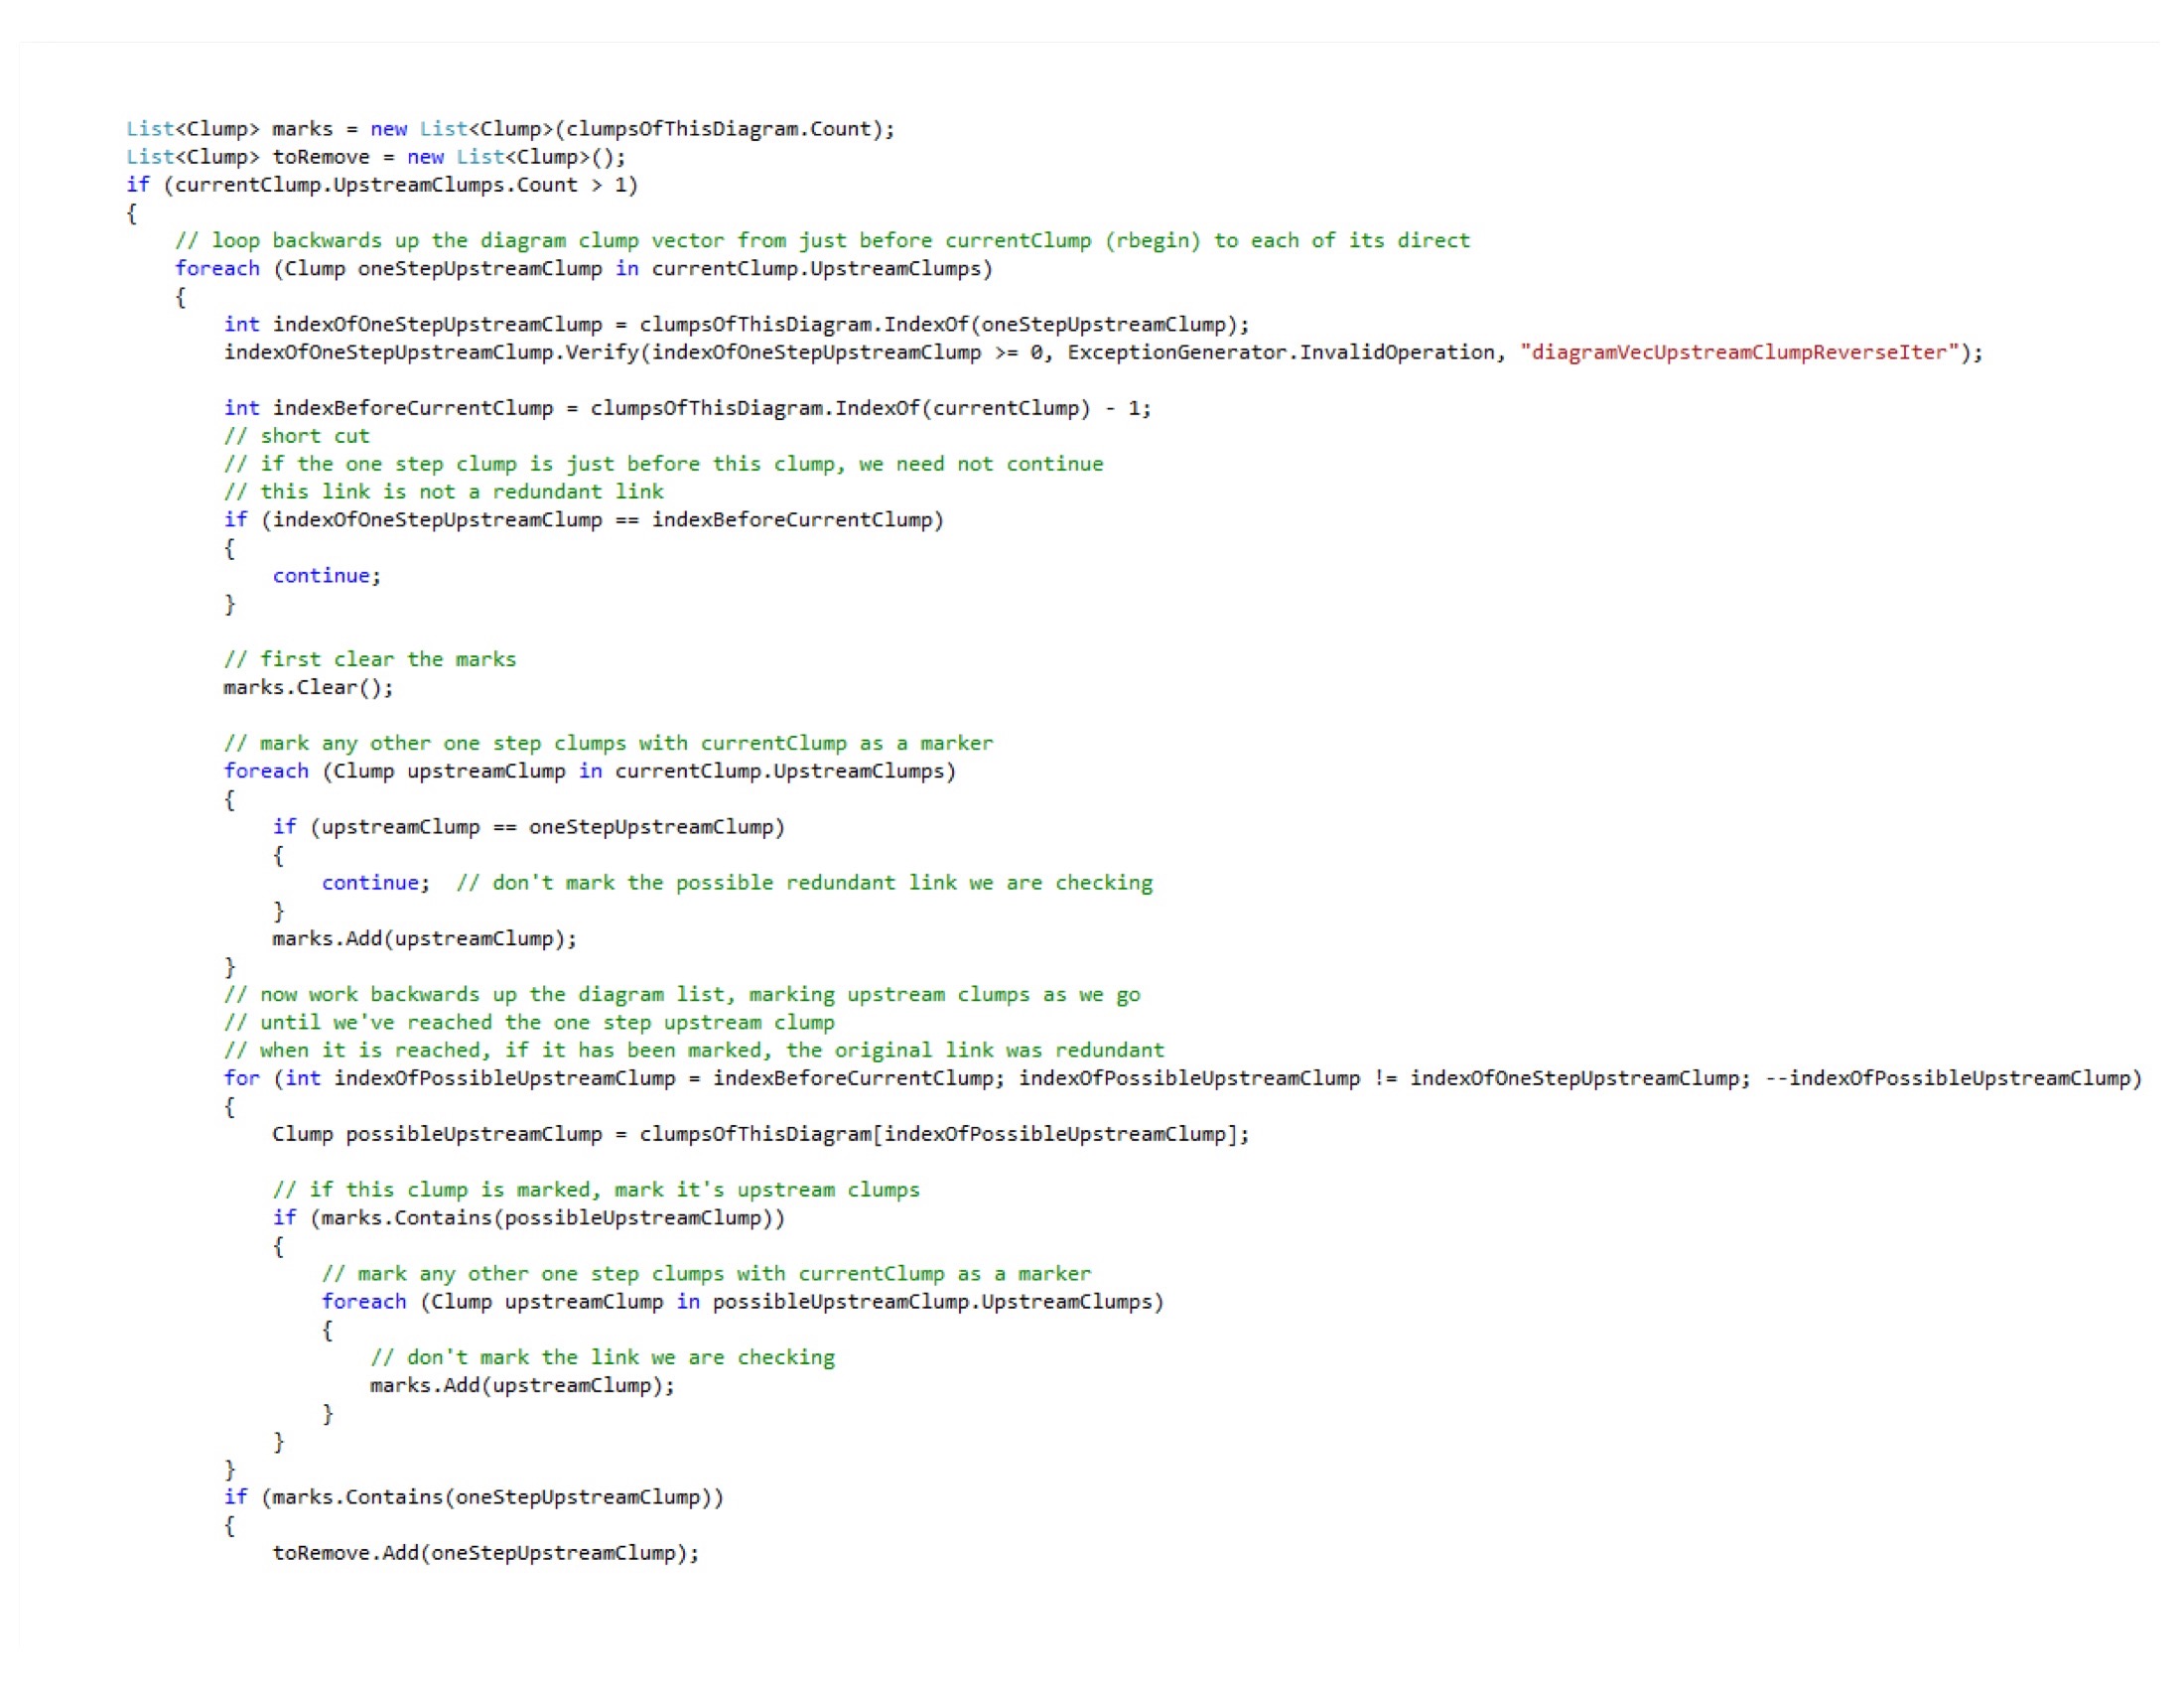 List<Clump> marks = new List<Clump>(clumpsOfThisDiagram.Count);
List<Clump> toRemove = new List<Clump>();
if (currentClump.UpstreamClumps.Count > 1)
{
    // loop backwards up the diagram clump vector from just before currentClump (rbegin) to each of its direct
    foreach (Clump oneStepUpstreamClump in currentClump.UpstreamClumps)
    {
        int indexOfOneStepUpstreamClump = clumpsOfThisDiagram.IndexOf(oneStepUpstreamClump);
        indexOfOneStepUpstreamClump.Verify(indexOfOneStepUpstreamClump >= 0, ExceptionGenerator.InvalidOperation, "diagramVecUpstreamClumpReverseIter");

        int indexBeforeCurrentClump = clumpsOfThisDiagram.IndexOf(currentClump) - 1;
        // short cut
        // if the one step clump is just before this clump, we need not continue
        // this link is not a redundant link
        if (indexOfOneStepUpstreamClump == indexBeforeCurrentClump)
        {
            continue;
        }

        // first clear the marks
        marks.Clear();

        // mark any other one step clumps with currentClump as a marker
        foreach (Clump upstreamClump in currentClump.UpstreamClumps)
        {
            if (upstreamClump == oneStepUpstreamClump)
            {
                continue;  // don't mark the possible redundant link we are checking
            }
            marks.Add(upstreamClump);
        }
        // now work backwards up the diagram list, marking upstream clumps as we go
        // until we've reached the one step upstream clump
        // when it is reached, if it has been marked, the original link was redundant
        for (int indexOfPossibleUpstreamClump = indexBeforeCurrentClump; indexOfPossibleUpstreamClump != indexOfOneStepUpstreamClump; --indexOfPossibleUpstreamClump)
        {
            Clump possibleUpstreamClump = clumpsOfThisDiagram[indexOfPossibleUpstreamClump];

            // if this clump is marked, mark it's upstream clumps
            if (marks.Contains(possibleUpstreamClump))
            {
                // mark any other one step clumps with currentClump as a marker
                foreach (Clump upstreamClump in possibleUpstreamClump.UpstreamClumps)
                {
                    // don't mark the link we are checking
                    marks.Add(upstreamClump);
                }
            }
        }
        if (marks.Contains(oneStepUpstreamClump))
        {
            toRemove.Add(oneStepUpstreamClump);